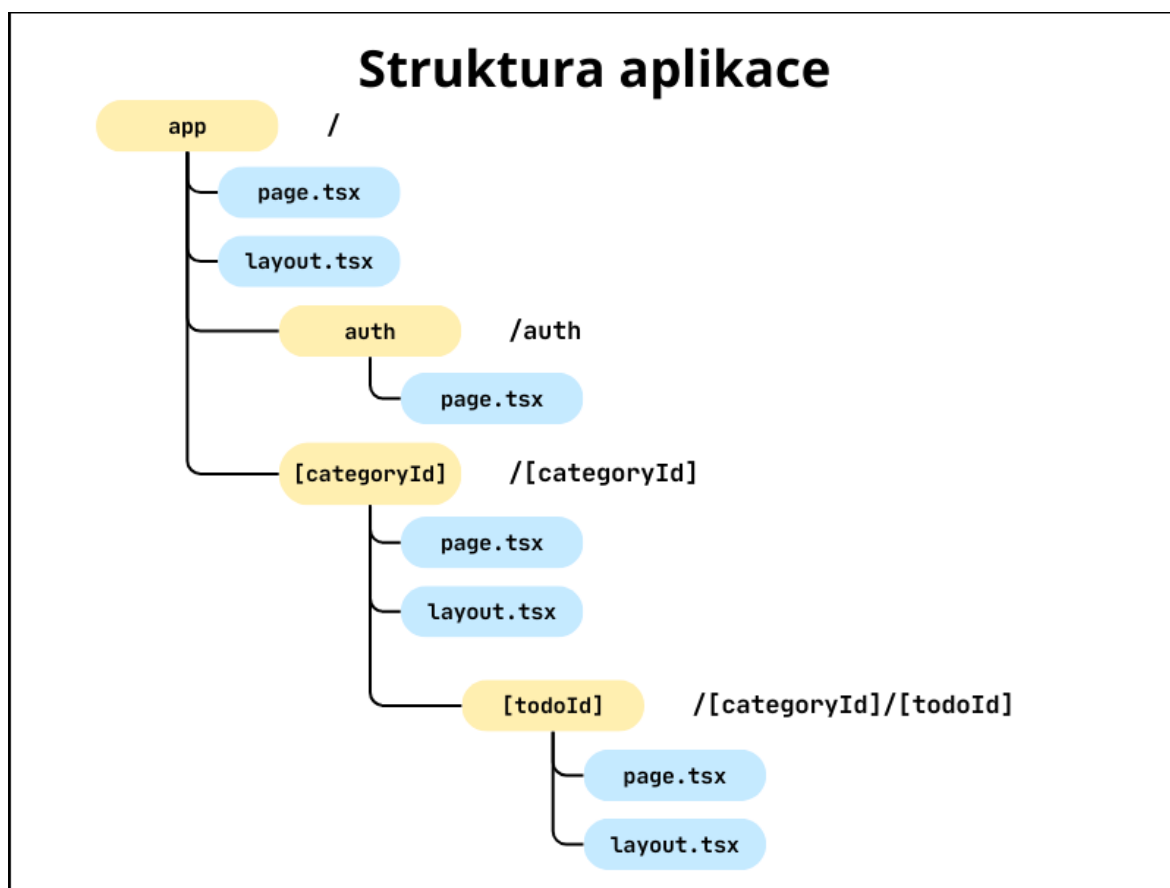 Struktura aplikace
app /
page.tsx
layout.tsx
auth /auth
page.tsx
[categoryId] /[categoryId]
page.tsx
layout.tsx
[todoId] /[categoryId]/[todoId]
page.tsx
layout.tsx